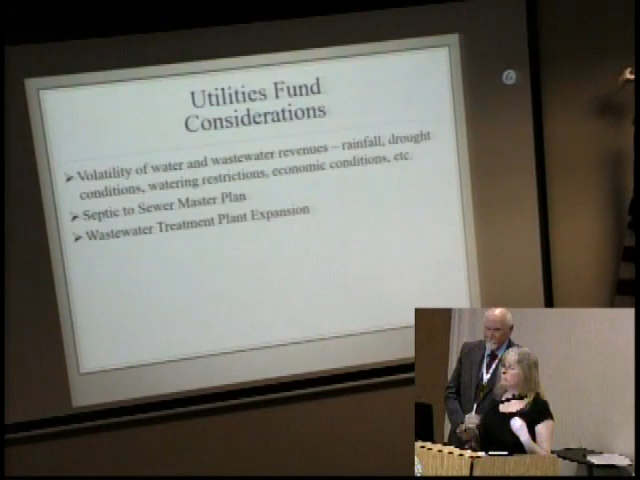 Utilities Fund
Considerations
➢ Volatility of water and wastewater revenues – rainfall, drought
conditions, watering restrictions, economic conditions, etc.
➢ Septic to Sewer Master Plan
➢ Wastewater Treatment Plant Expansion